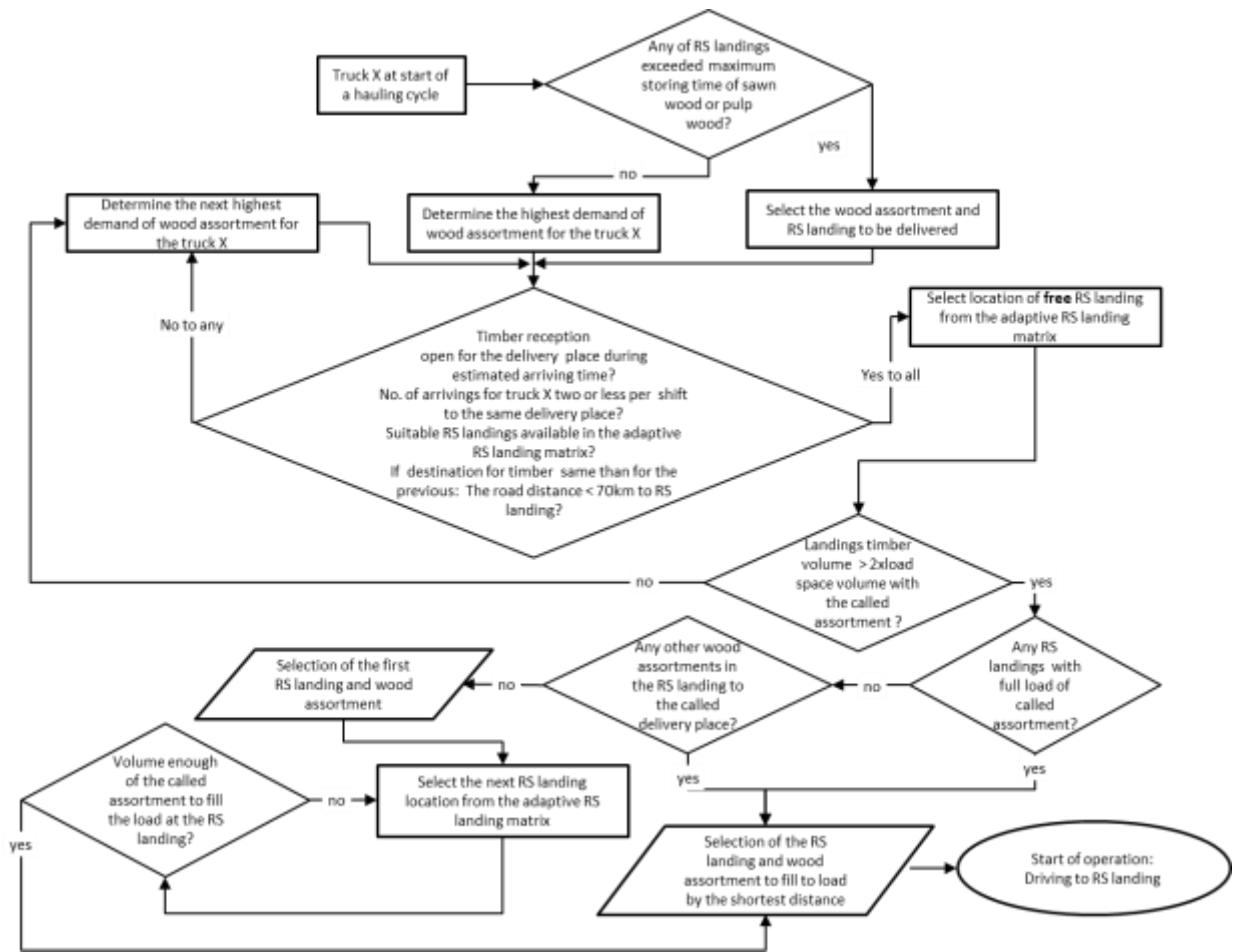 Any of RS landings
exceeded maximum
storing time of sawn
wood or pulp
wood?
Truck X at start of
a hauling cycle
yes
no
Determine the next highest
demand of wood assortment for
the truck X
Determine the highest demand of
wood assortment for the truck X
Select the wood assortment and
RS landing to be delivered
No to any
Select location of free RS landing
from the adaptive RS landing
matrix
Timber reception
open for the delivery place during
estimated arriving time?
No. of arrivings for truck X two or less per shift
to the same delivery place?
Suitable RS landings available in the adaptive
RS landing matrix?
If destination for timber same than for the
previous: The road distance < 70km to RS
landing?
Yes to all
Landings timber
volume > 2xload
space volume with
the called
assortment ?
no
yes
Any other wood
assortments in
the RS landing to
the called
delivery place?
Any RS
landings with
full load of
called
assortment?
no
Selection of the first
RS landing and wood
assortment
no
yes
yes
Volume enough
of the called
assortment to fill
the load at the RS
landing?
no
Select the next RS landing
location from the adaptive RS
landing matrix
yes
Selection of the RS
landing and wood
assortment to fill to load
by the shortest distance
Start of operation:
Driving to RS landing